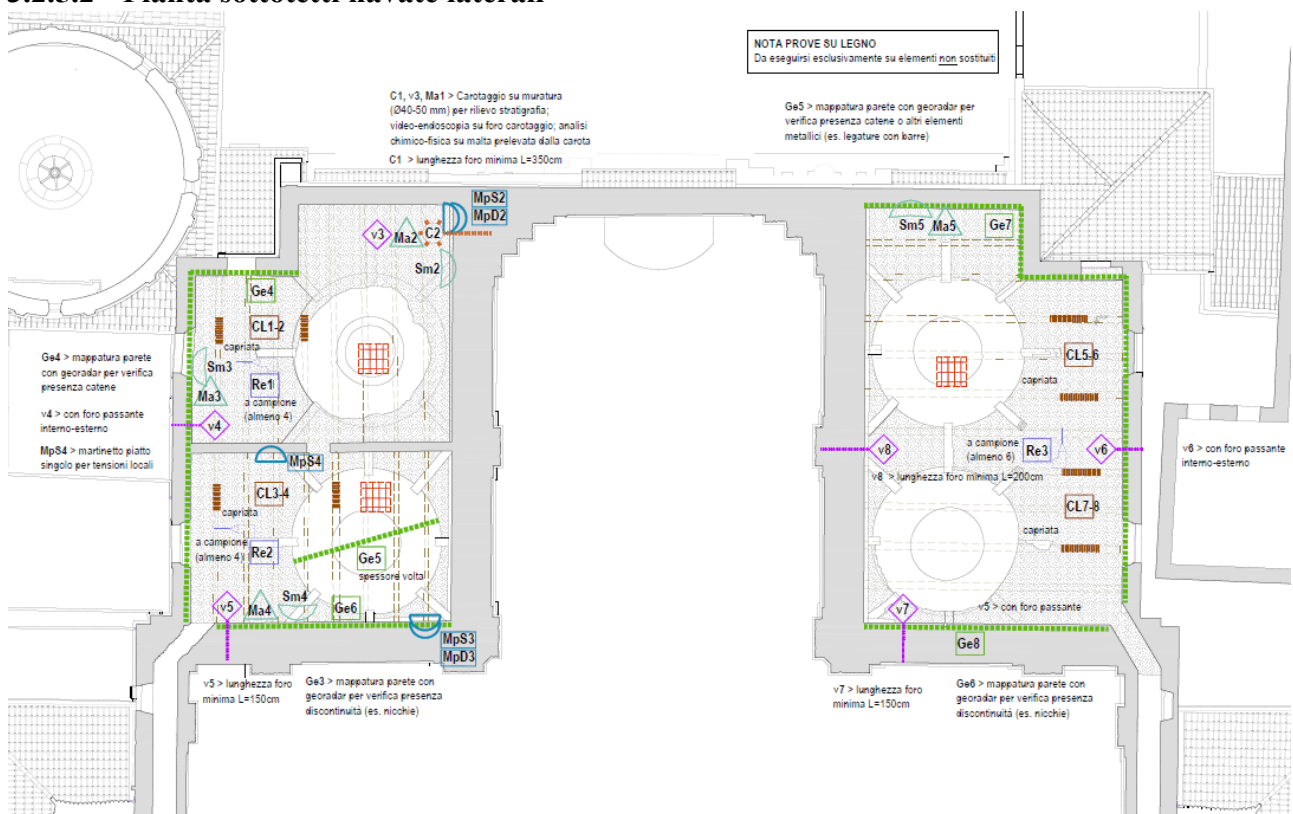 NOTA PROVE SU LEGNO
Da eseguirsi esclusivamente su elementi non sostituiti
C1, v3, Ma1 > Carotaggio su muratura
(Ø40-50 mm) per rilievo stratigrafia;
video-endoscopia su foro carotaggio; analisi
chimico-fisica su malta prelevata dalla carota
C1 > lunghezza foro minima L=350cm
Ge5 > mappatura parete con georadar per
verifica presenza catene o altri elementi
metallici (es. legature con barre)
MpS2
MpD2
v3
Ma2
C2
Sm2
Sm5
Ma5
Ge7
Ge4
CL1-2
capriata
Sm3
Re1
a campione
(almeno 4)
Ma3
v4
Ge4 > mappatura parete
con georadar per verifica
presenza catene
v4 > con foro passante
interno-esterno
MpS4 > martinetto piatto
singolo per tensioni locali
MpS4
CL3-4
capriata
a campione
(almeno 4)
Re2
Ge5
spessore volta
Sm4
Ma4
v5
Ge6
MpS3
MpD3
CL5-6
capriata
a campione
(almeno 6)
Re3
v6
v8
v8 > lunghezza foro minima L=200cm
v6 > con foro passante
interno-esterno
CL7-8
capriata
v5 > con foro passante
v7
Ge8
v5 > lunghezza foro
minima L=150cm
Ge3 > mappatura parete con
georadar per verifica presenza
discontinuità (es. nicchie)
v7 > lunghezza foro
minima L=150cm
Ge6 > mappatura parete con
georadar per verifica presenza
discontinuità (es. nicchie)